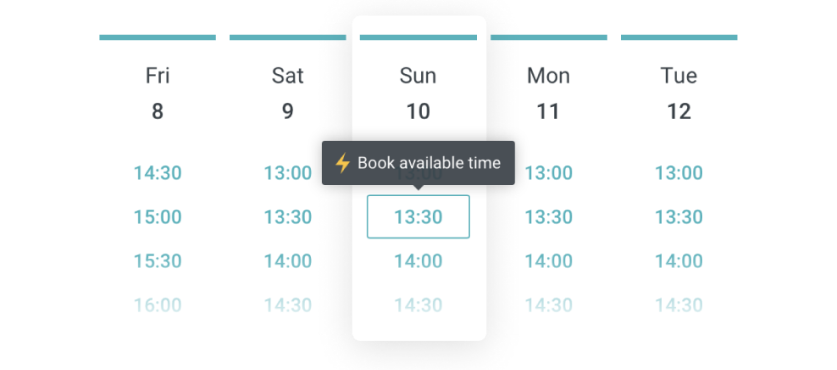 Fri Sat Sun Mon Tue
8 9 10 11 12
⚡ Book available time
14:30 13:00 13:00 13:00 13:00
15:00 13:30 13:30 13:30 13:30
15:30 14:00 14:00 14:00 14:00
16:00 14:30 14:30 14:30 14:30